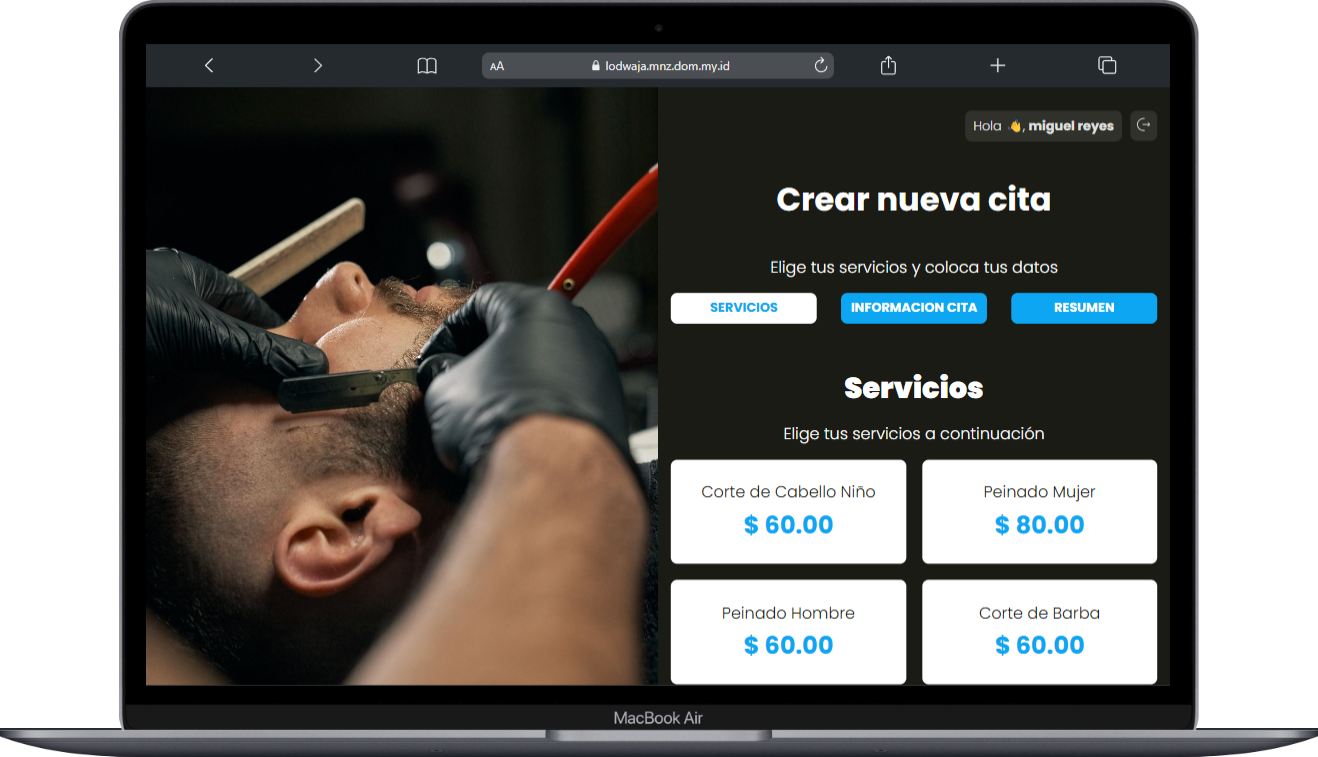 AA lodwaja.mnz.dom.my.id
Hola 👋, miguel reyes
Crear nueva cita
Elige tus servicios y coloca tus datos
SERVICIOS INFORMACION CITA RESUMEN
Servicios
Elige tus servicios a continuación
Corte de Cabello Niño
$ 60.00
Peinado Mujer
$ 80.00
Peinado Hombre
$ 60.00
Corte de Barba
$ 60.00
MacBook Air